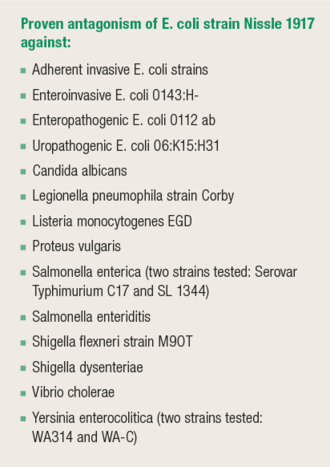 Proven antagonism of E. coli strain Nissle 1917
against:
▪ Adherent invasive E. coli strains
▪ Enteroinvasive E. coli 0143:H-
▪ Enteropathogenic E. coli 0112 ab
▪ Uropathogenic E. coli 06:K15:H31
▪ Candida albicans
▪ Legionella pneumophila strain Corby
▪ Listeria monocytogenes EGD
▪ Proteus vulgaris
▪ Salmonella enterica (two strains tested: Serovar
Typhimurium C17 and SL 1344)
▪ Salmonella enteriditis
▪ Shigella flexneri strain M90T
▪ Shigella dysenteriae
▪ Vibrio cholerae
▪ Yersinia enterocolitica (two strains tested:
WA314 and WA-C)